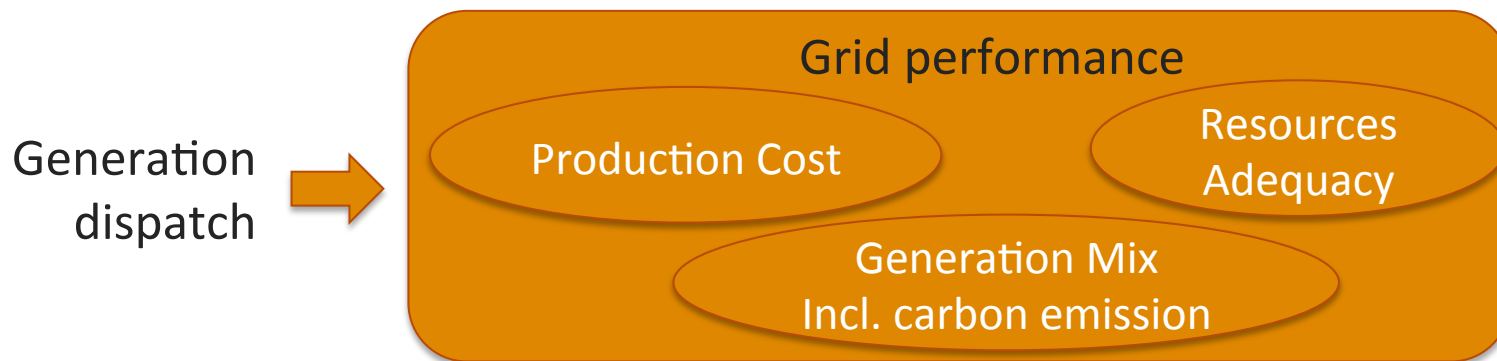 Generation
dispatch
Grid performance
Production Cost
Resources
Adequacy
Generation Mix
Incl. carbon emission